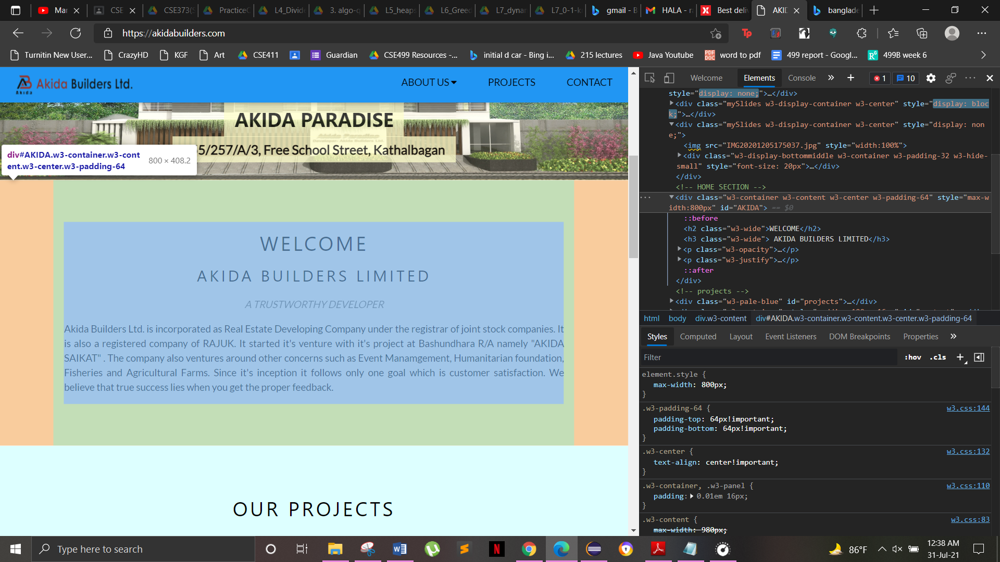 Mar
CSE
CSE373(S
PracticeC
L4_Divide
3. algo-q
L5_heaps
L6_Greed
L7_dynar
L7_0-1-k
gmail - B
HALA - r
Best deliv
AKID
banglade
https://akidabuilders.com
Turnitin New User...
CrazyHD
KGF
Art
CSE411
Guardian
CSE499 Resources -...
initial d car - Bing i...
215 lectures
Java Youtube
word to pdf
499 report - Googl...
499B week 6
Akida Builders Ltd.
ABOUT US
PROJECTS
CONTACT
AKIDA PARADISE
5/257/A/3, Free School Street, Kathalbagan
div#AKIDA.w3-container.w3-cont
ent.w3-center.w3-padding-64
800 × 408.2
WELCOME
AKIDA BUILDERS LIMITED
A TRUSTWORTHY DEVELOPER
Akida Builders Ltd. is incorporated as Real Estate Developing Company under the registrar of joint stock companies. It
is also a registered company of RAJUK. It started it's venture with it's project at Bashundhara R/A namely "AKIDA
SAIKAT" . The company also ventures around other concerns such as Event Manamgement, Humanitarian foundation,
Fisheries and Agricultural Farms. Since it's inception it follows only one goal which is customer satisfaction. We
believe that true success lies when you get the proper feedback.
OUR PROJECTS
Welcome
Elements
Console
1
10
style="display: none;">…</div>
<div class="mySlides w3-display-container w3-center" style="display: bloc
k;">…</div>
<div class="mySlides w3-display-container w3-center" style="display: non
e;">
<img src="IMG20201205175037.jpg" style="width:100%">
<div class="w3-display-bottommiddle w3-container w3-padding-32 w3-hide-
small" style="font-size: 20px">…</div>
</div>
<!-- HOME SECTION -->
<div class="w3-container w3-content w3-center w3-padding-64" style="max-w
idth:800px" id="AKIDA"> == $0
::before
<h2 class="w3-wide">WELCOME</h2>
<h3 class="w3-wide"> AKIDA BUILDERS LIMITED</h3>
<p class="w3-opacity">…</p>
<p class="w3-justify">…</p>
::after
</div>
<!-- projects -->
<div class="w3-pale-blue" id="projects">…</div>
html
body
div.w3-content
div#AKIDA.w3-container.w3-content.w3-center.w3-padding-64
Styles
Computed
Layout
Event Listeners
DOM Breakpoints
Properties
Filter
:hov
.cls
element.style {
max-width: 800px;
}
.w3-padding-64 {
w3.css:144
padding-top: 64px!important;
padding-bottom: 64px!important;
}
.w3-center {
w3.css:132
text-align: center!important;
}
.w3-container, .w3-panel {
w3.css:110
padding: 0.01em 16px;
}
.w3-content {
w3.css:83
max-width: 980px;
Type here to search
86°F
12:38 AM
31-Jul-21